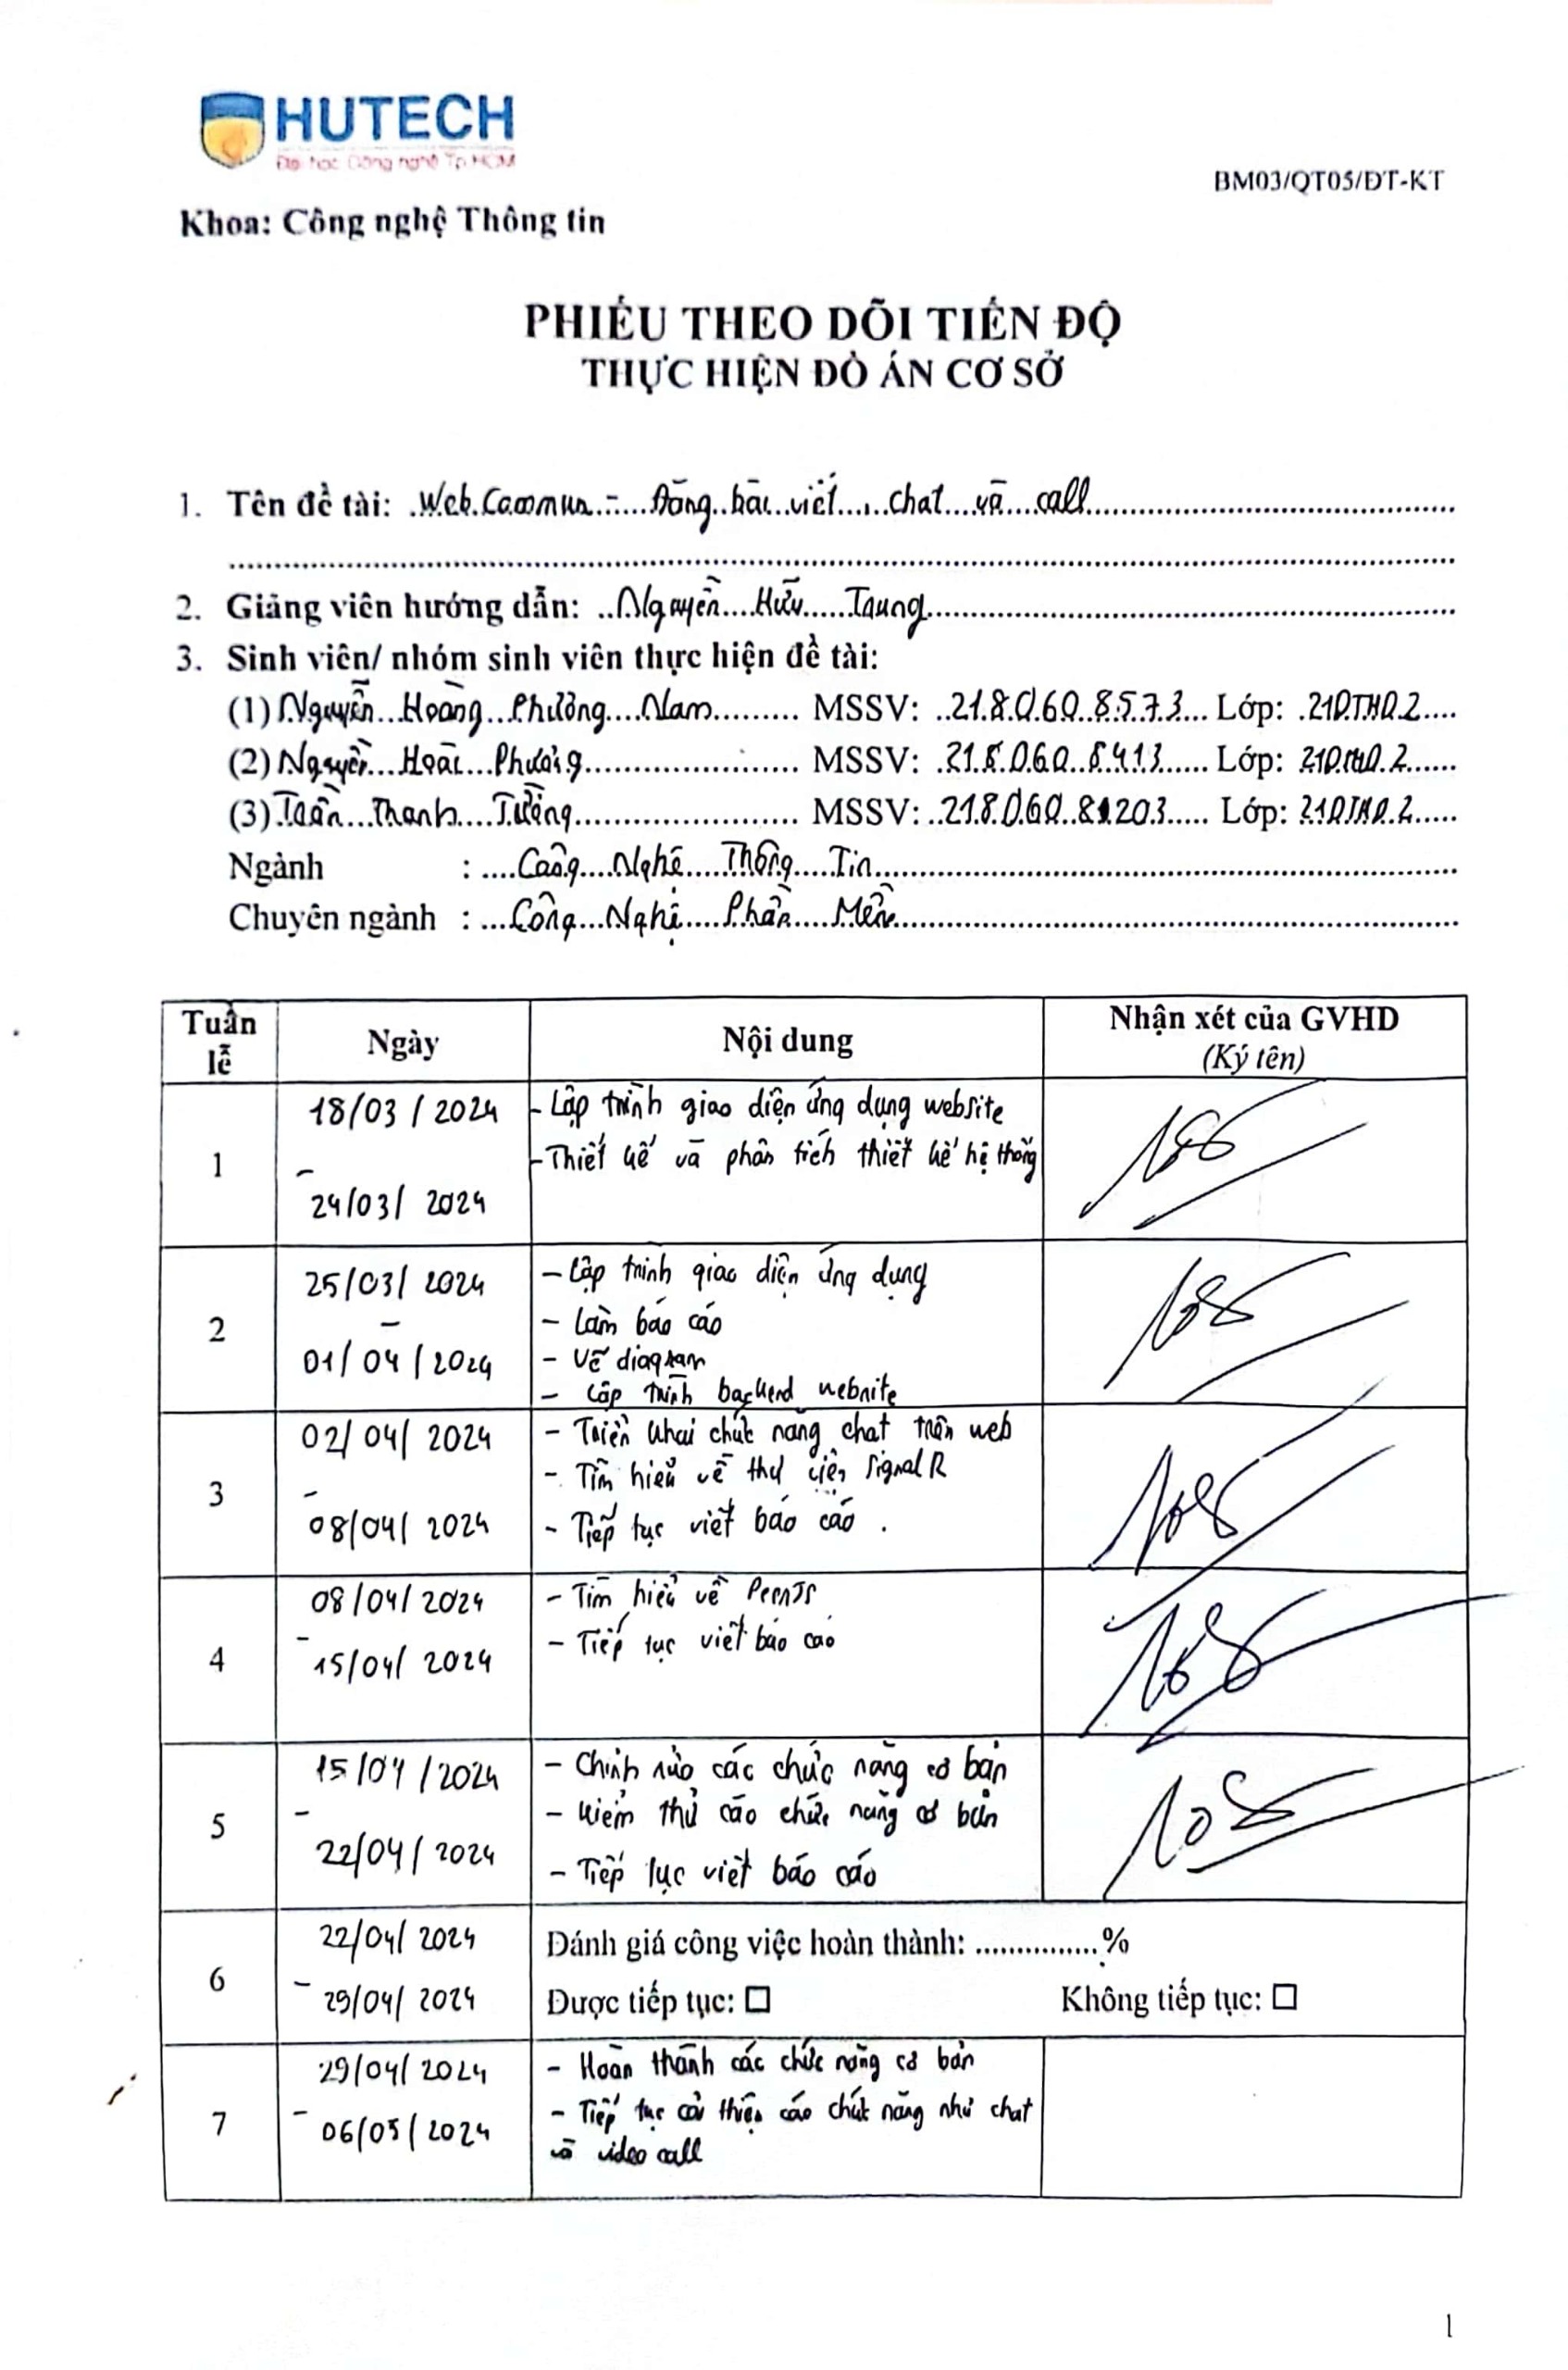 HUTECH
Đại học Công nghệ Tp.HCM
BM03/QT05/ĐT-KT
Khoa: Công nghệ Thông tin
PHIẾU THEO DÕI TIẾN ĐỘ
THỰC HIỆN ĐỒ ÁN CƠ SỞ
1. Tên đề tài: Web Commun - Đăng bài viết, chat và call
2. Giảng viên hướng dẫn: Nguyễn Hữu Trung
3. Sinh viên/ nhóm sinh viên thực hiện đề tài:
(1) Nguyễn Hoàng Phương Nam MSSV: 2180608573 Lớp: 21DTHD2
(2) Nguyễn Hoài Phương MSSV: 2180608413 Lớp: 21DTHD2
(3) Trần Thanh Tường MSSV: 21806081203 Lớp: 21DTHD2
Ngành : Công Nghệ Thông Tin
Chuyên ngành : Công Nghệ Phần Mềm
Tuần lễ Ngày Nội dung Nhận xét của GVHD (Ký tên)
1
18/03/2024 - 24/03/2024
- Lập trình giao diện ứng dụng website
- Thiết kế và phân tích thiết kế hệ thống
2
25/03/2024 - 01/04/2024
- Lập trình giao diện ứng dụng
- Làm báo cáo
- Vẽ diagram
- Lập trình backend website
3
02/04/2024 - 08/04/2024
- Triển khai chức năng chat trên web
- Tìm hiểu về thư viện SignalR
- Tiếp tục viết báo cáo.
4
08/04/2024 - 15/04/2024
- Tìm hiểu về PeerJS
- Tiếp tục viết báo cáo
5
15/04/2024 - 22/04/2024
- Chỉnh sửa các chức năng cơ bản
- Kiểm thử các chức năng cơ bản
- Tiếp tục viết báo cáo
6
22/04/2024 - 29/04/2024
Đánh giá công việc hoàn thành: ...............%
Được tiếp tục: ☐ Không tiếp tục: ☐
7
29/04/2024 - 06/05/2024
- Hoàn thành các chức năng cơ bản
- Tiếp tục cải thiện các chức năng như chat
và video call
1